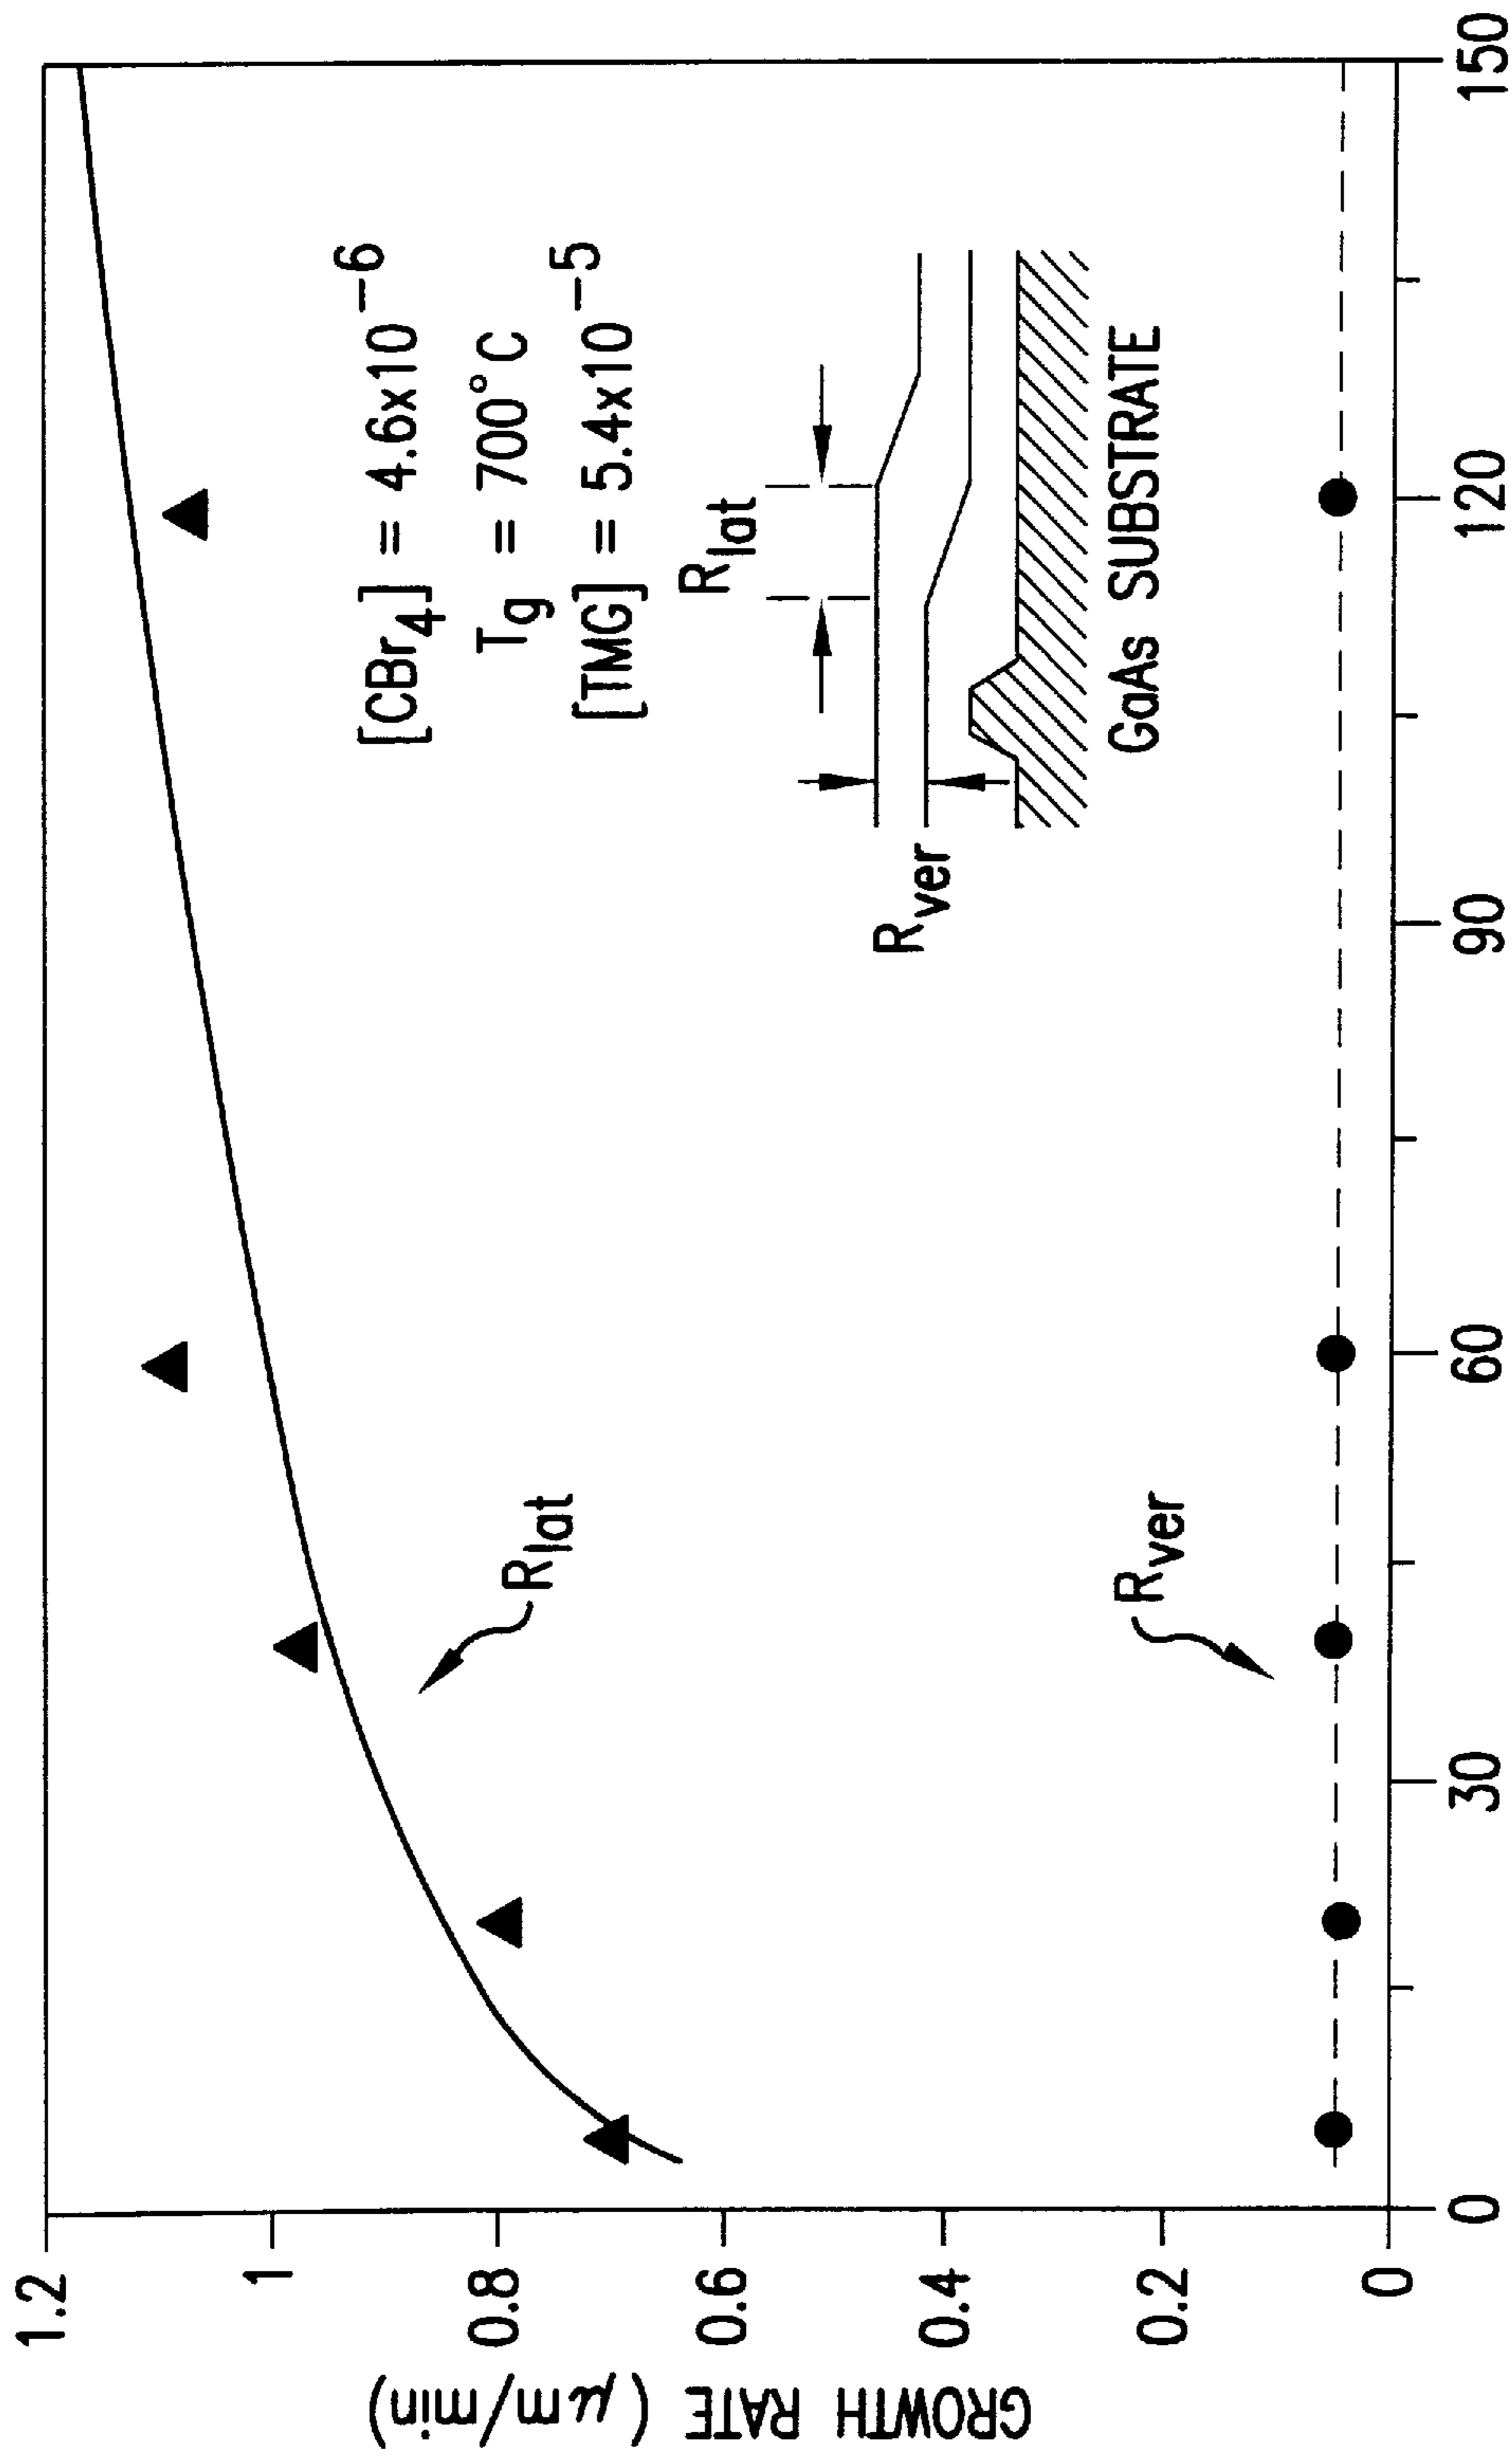 GROWTH RATE (μm/min)
1.2
1
0.8
0.6
0.4
0.2
0
0
30
60
90
120
150
[CBr4] = 4.6x10−6
Tg = 700°C
[TMG] = 5.4x10−5
Rlat
Rver
GaAs SUBSTRATE
Rlat
Rver